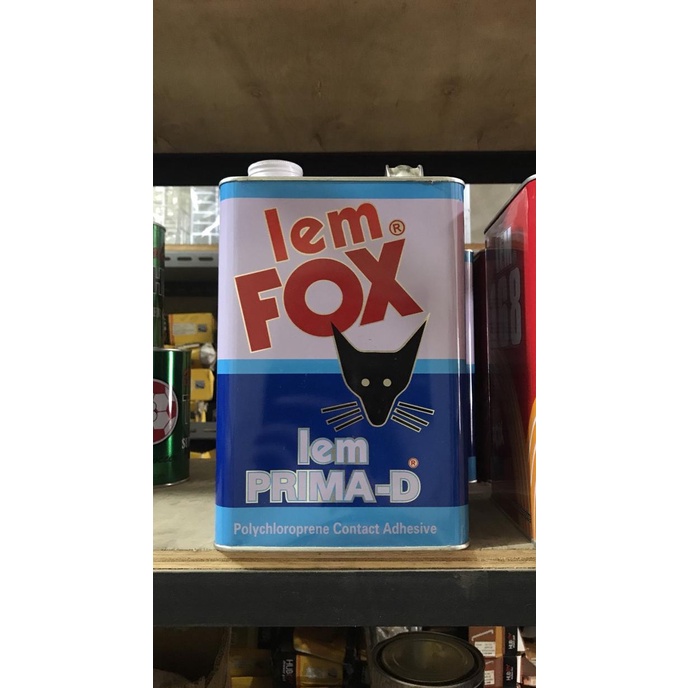 lem ®
FOX
lem
PRIMA-D ®
Polychloroprene Contact Adhesive